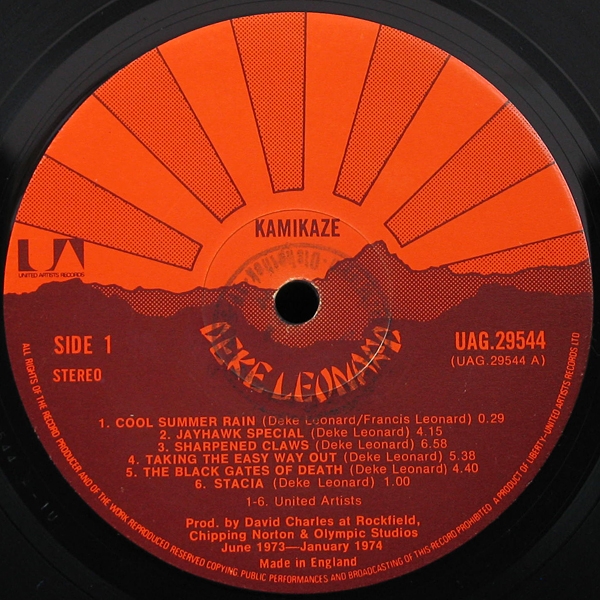 KAMIKAZE
UA
UNITED ARTISTS RECORDS
DEKE LEONARD
SIDE 1
STEREO
UAG.29544
(UAG.29544 A)
1. COOL SUMMER RAIN (Deke Leonard/Francis Leonard) 0.29
2. JAYHAWK SPECIAL (Deke Leonard) 4.15
3. SHARPENED CLAWS (Deke Leonard) 6.58
4. TAKING THE EASY WAY OUT (Deke Leonard) 5.38
5. THE BLACK GATES OF DEATH (Deke Leonard) 4.40
6. STACIA (Deke Leonard) 1.00
1-6. United Artists
Prod. by David Charles at Rockfield,
Chipping Norton & Olympic Studios
June 1973—January 1974
Made in England
ALL RIGHTS OF THE RECORD PRODUCER AND OF THE WORK REPRODUCED RESERVED COPYING PUBLIC PERFORMANCES AND BROADCASTING OF THIS RECORD PROHIBITED A PRODUCT OF LIBERTY–UNITED ARTISTS RECORDS LTD